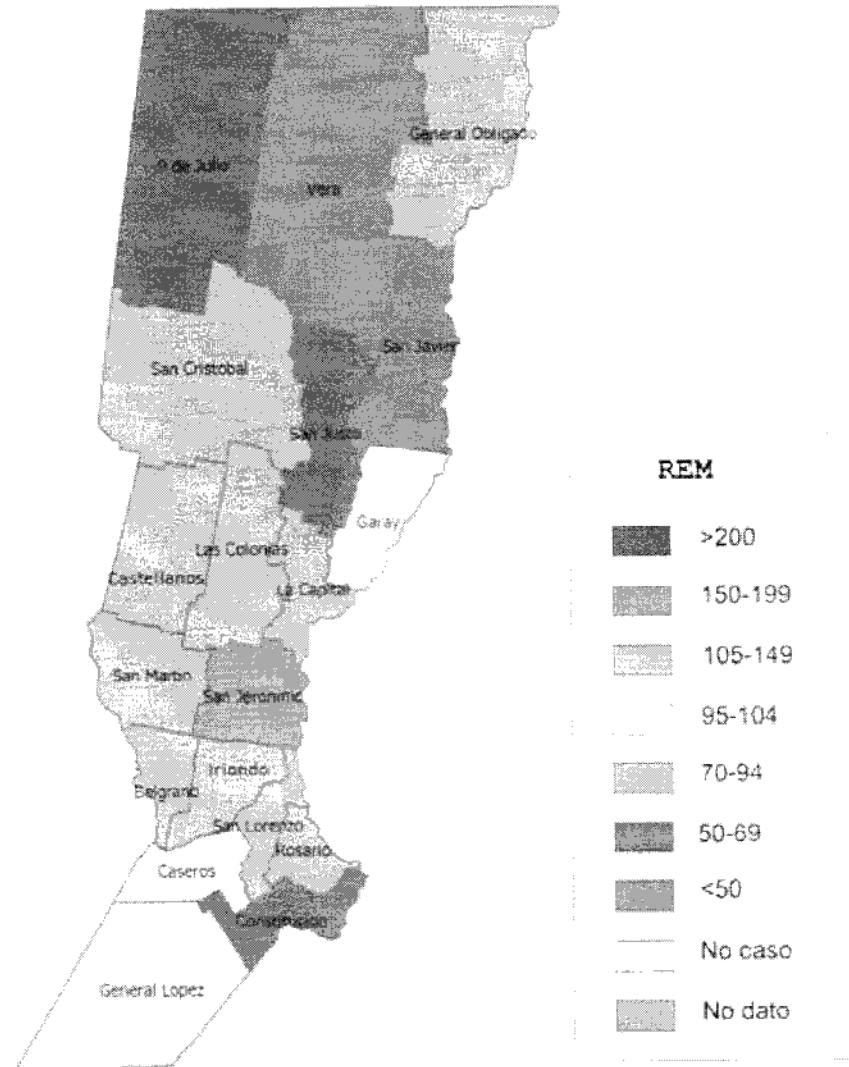 General Obligado
9 de Julio
Vera
San Javier
San Cristobal
San Justo
Garay
Las Colonias
Castellanos
La Capital
San Martin
San Jeronimo
Iriondo
Belgrano
San Lorenzo
Rosario
Caseros
Constitucion
General Lopez
REM
>200
150-199
105-149
95-104
70-94
50-69
<50
No caso
No dato